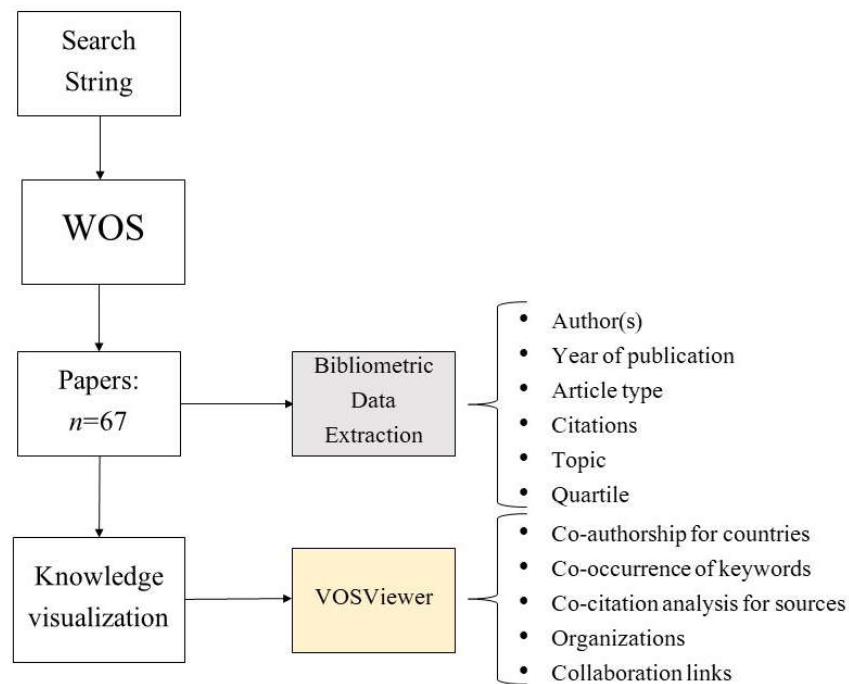 Search
String
WOS
Papers:
n=67
Bibliometric
Data
Extraction
• Author(s)
• Year of publication
• Article type
• Citations
• Topic
• Quartile
Knowledge
visualization
VOSViewer
• Co-authorship for countries
• Co-occurrence of keywords
• Co-citation analysis for sources
• Organizations
• Collaboration links